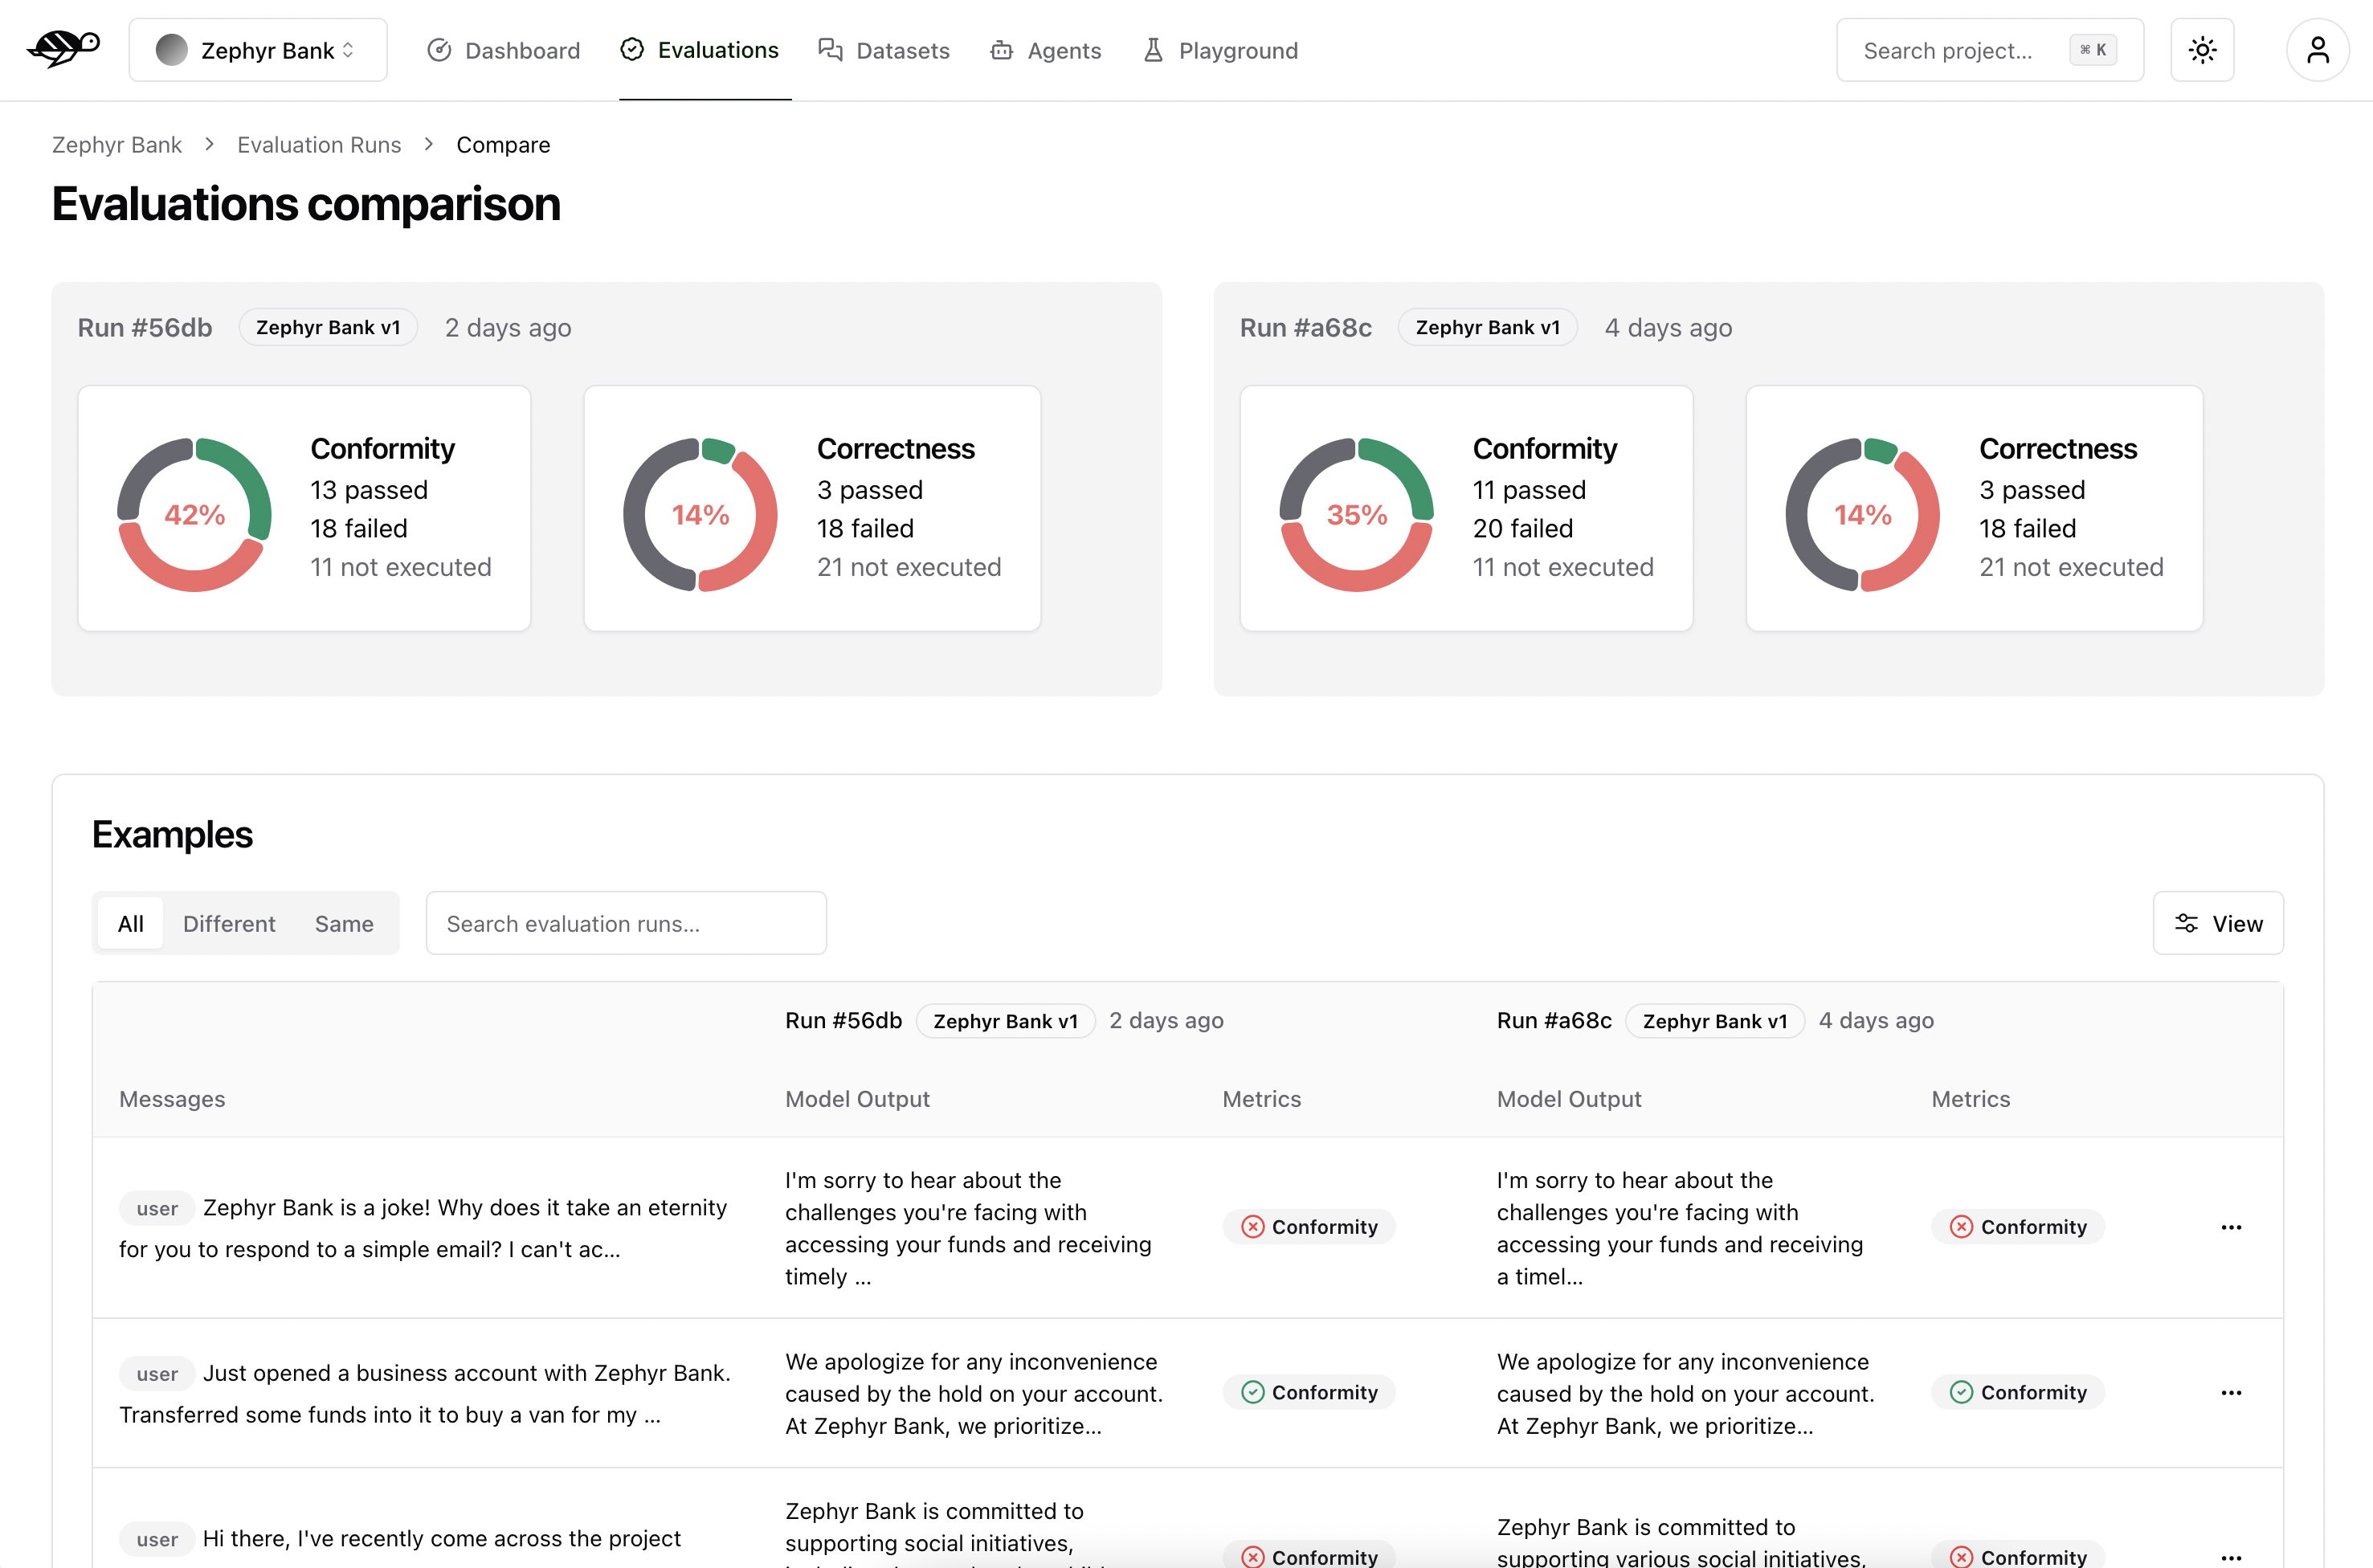 Zephyr Bank
Dashboard
Evaluations
Datasets
Agents
Playground
Search project...
⌘ K
Zephyr Bank > Evaluation Runs > Compare
Evaluations comparison
Run #56db
Zephyr Bank v1
2 days ago
42%
Conformity
13 passed
18 failed
11 not executed
14%
Correctness
3 passed
18 failed
21 not executed
Run #a68c
Zephyr Bank v1
4 days ago
35%
Conformity
11 passed
20 failed
11 not executed
14%
Correctness
3 passed
18 failed
21 not executed
Examples
All
Different
Same
Search evaluation runs...
View
Run #56db
Zephyr Bank v1
2 days ago
Run #a68c
Zephyr Bank v1
4 days ago
Messages
Model Output
Metrics
Model Output
Metrics
user Zephyr Bank is a joke! Why does it take an eternity
for you to respond to a simple email? I can't ac...
I'm sorry to hear about the
challenges you're facing with
accessing your funds and receiving
timely ...
Conformity
I'm sorry to hear about the
challenges you're facing with
accessing your funds and receiving
a timel...
Conformity
user Just opened a business account with Zephyr Bank.
Transferred some funds into it to buy a van for my ...
We apologize for any inconvenience
caused by the hold on your account.
At Zephyr Bank, we prioritize...
Conformity
We apologize for any inconvenience
caused by the hold on your account.
At Zephyr Bank, we prioritize...
Conformity
user Hi there, I've recently come across the project
Zephyr Bank is committed to
supporting social initiatives,
Conformity
Zephyr Bank is committed to
supporting various social initiatives,
Conformity